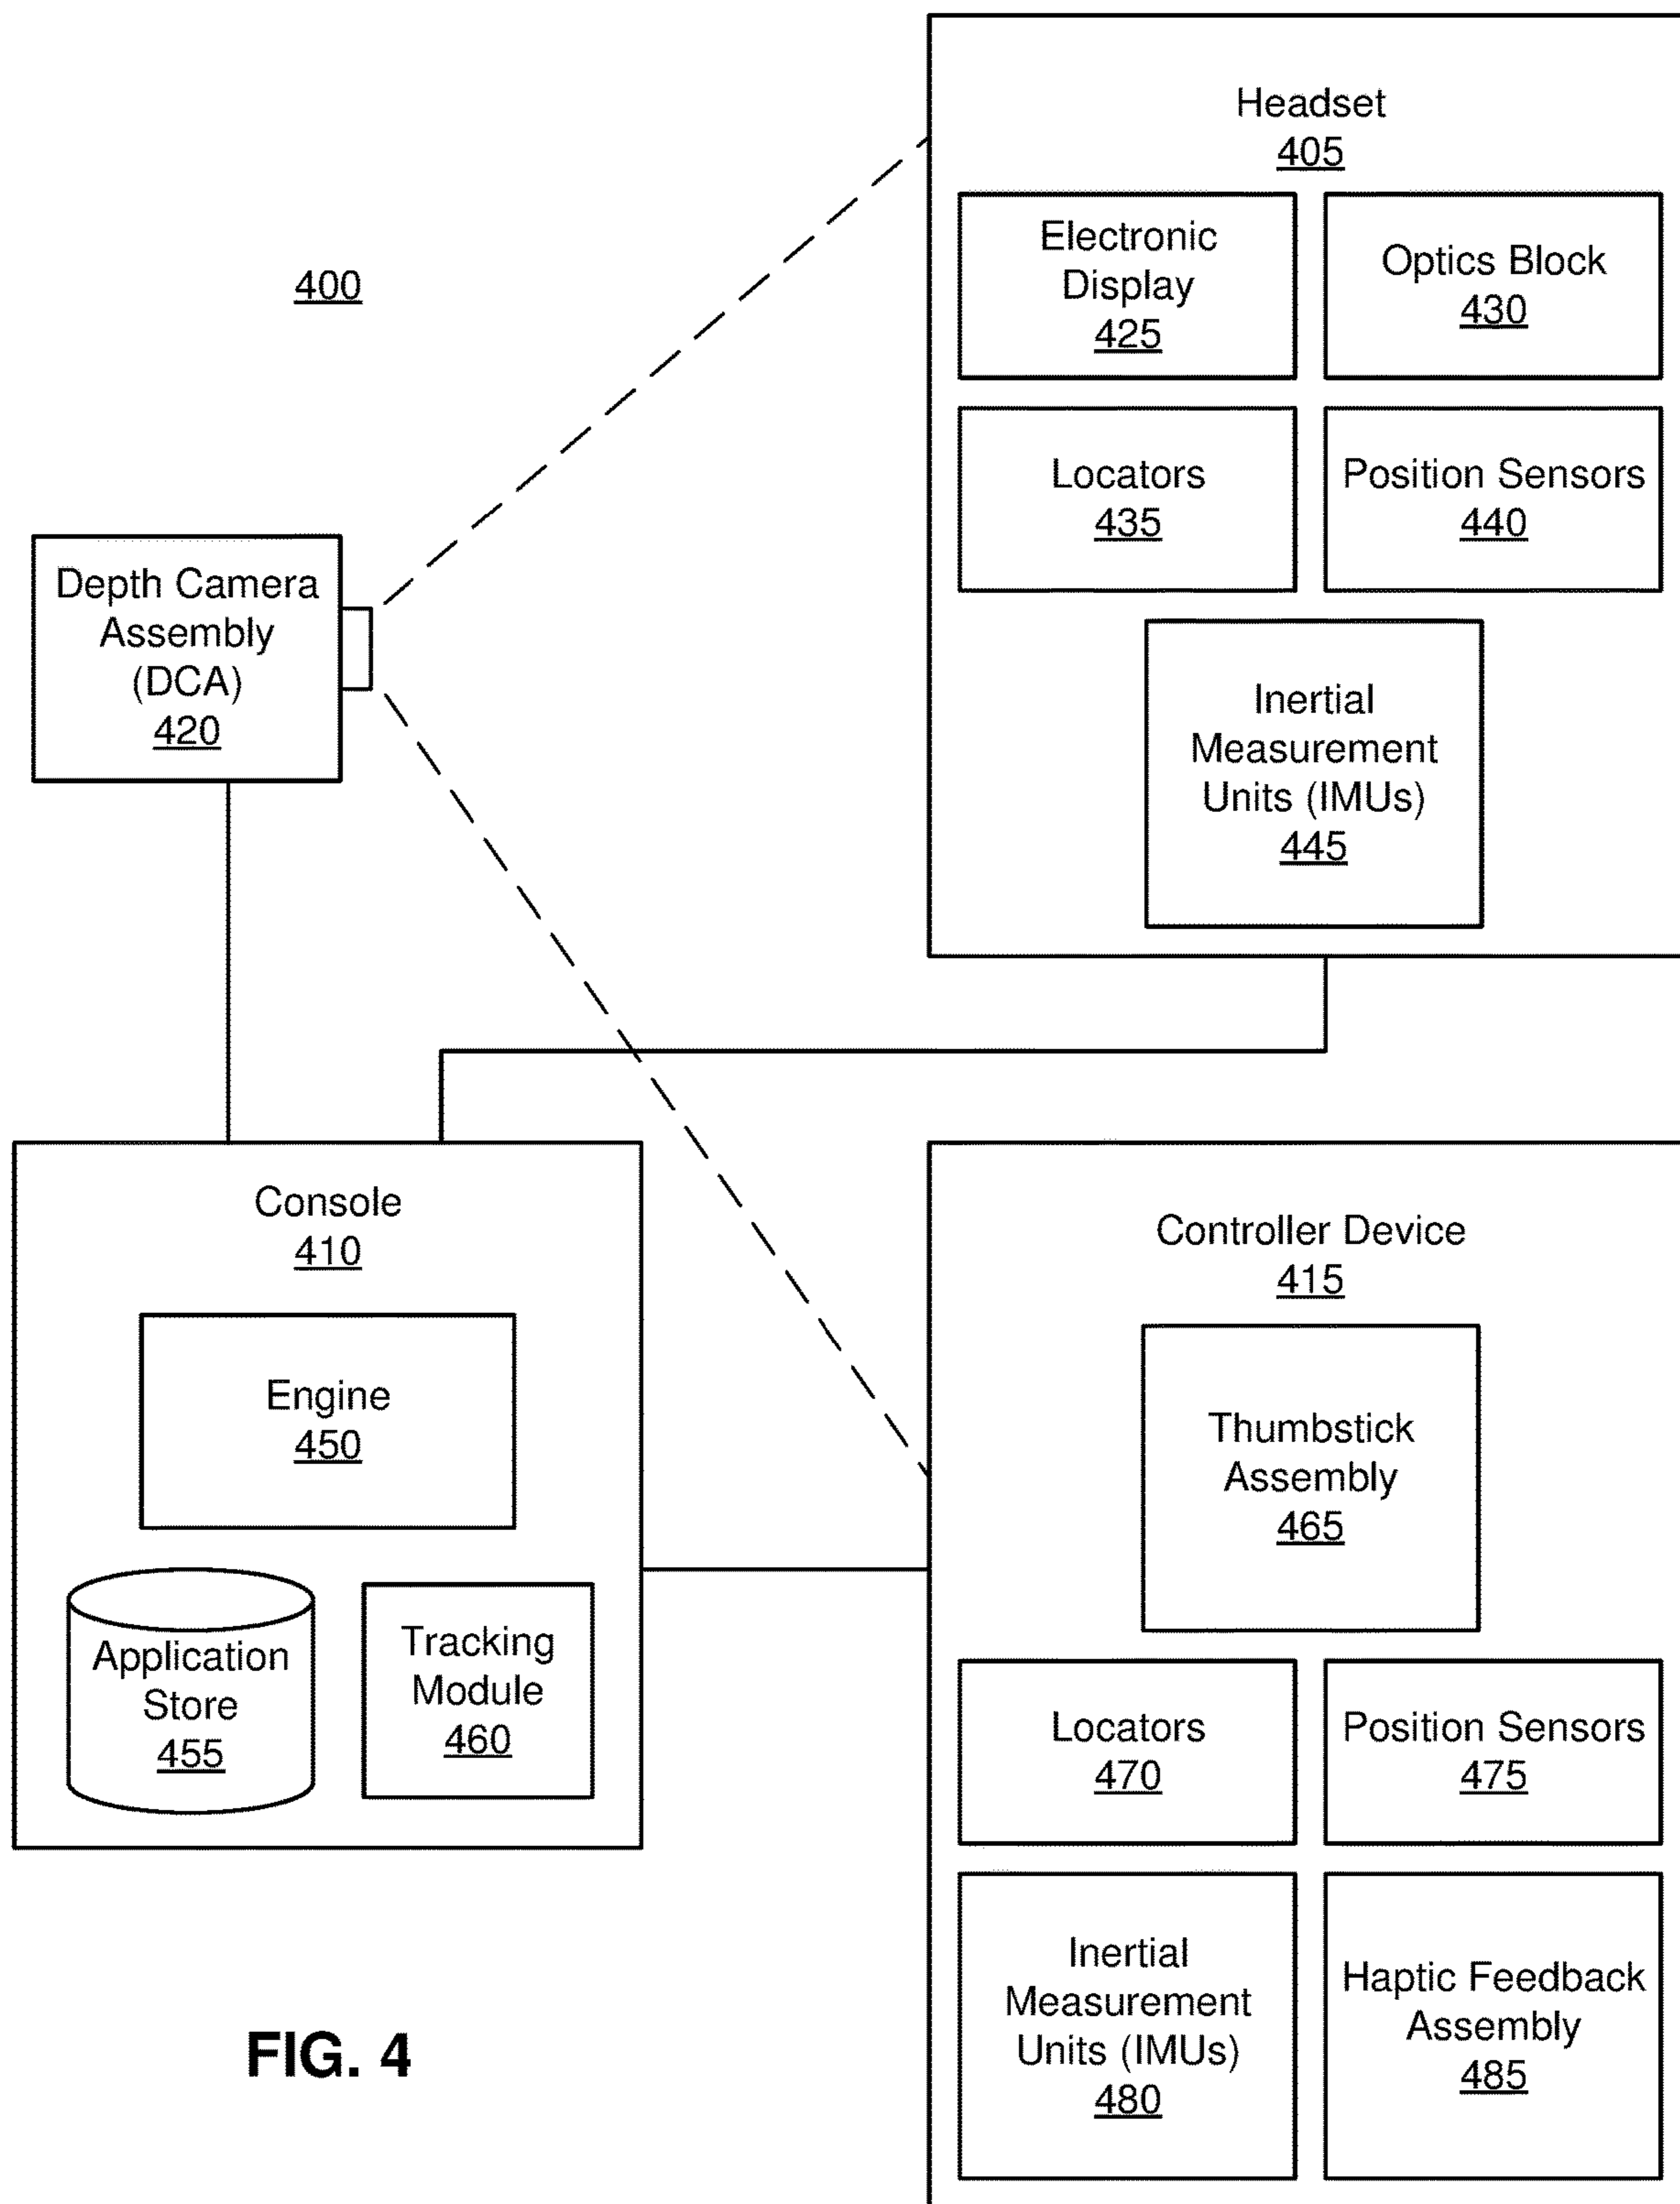 400
Headset
405
Electronic
Display
425
Optics Block
430
Locators
435
Position Sensors
440
Inertial
Measurement
Units (IMUs)
445
Depth Camera
Assembly
(DCA)
420
Console
410
Engine
450
Application
Store
455
Tracking
Module
460
Controller Device
415
Thumbstick
Assembly
465
Locators
470
Position Sensors
475
Inertial
Measurement
Units (IMUs)
480
Haptic Feedback
Assembly
485
FIG. 4